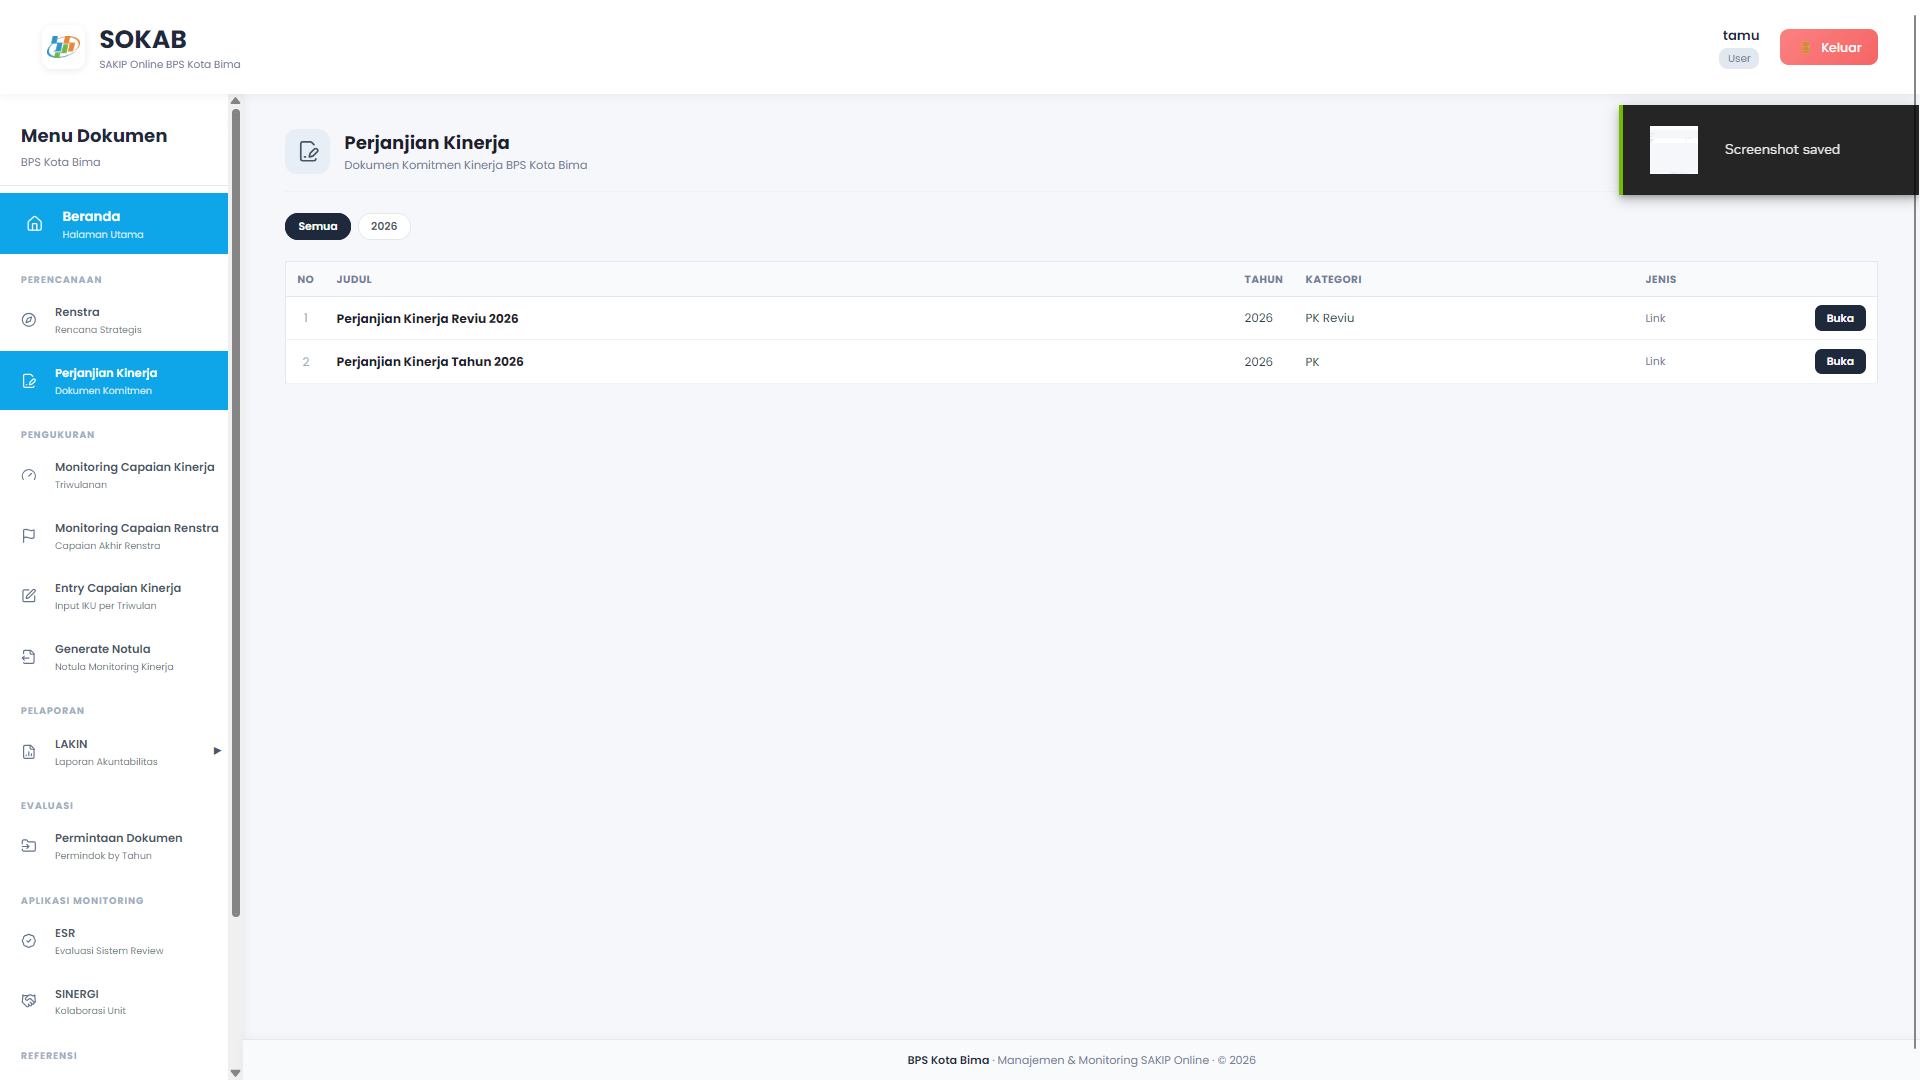 SOKAB
SAKIP Online BPS Kota Bima
tamu
User
Keluar
Screenshot saved
Menu Dokumen
BPS Kota Bima
Beranda
Halaman Utama
PERENCANAAN
Renstra
Rencana Strategis
Perjanjian Kinerja
Dokumen Komitmen
PENGUKURAN
Monitoring Capaian Kinerja
Triwulanan
Monitoring Capaian Renstra
Capaian Akhir Renstra
Entry Capaian Kinerja
Input IKU per Triwulan
Generate Notula
Notula Monitoring Kinerja
PELAPORAN
LAKIN
Laporan Akuntabilitas
EVALUASI
Permintaan Dokumen
Permindok by Tahun
APLIKASI MONITORING
ESR
Evaluasi Sistem Review
SINERGI
Kolaborasi Unit
REFERENSI
Perjanjian Kinerja
Dokumen Komitmen Kinerja BPS Kota Bima
Semua 2026
NO JUDUL TAHUN KATEGORI JENIS
1 Perjanjian Kinerja Reviu 2026 2026 PK Reviu Link Buka
2 Perjanjian Kinerja Tahun 2026 2026 PK Link Buka
BPS Kota Bima · Manajemen & Monitoring SAKIP Online · © 2026